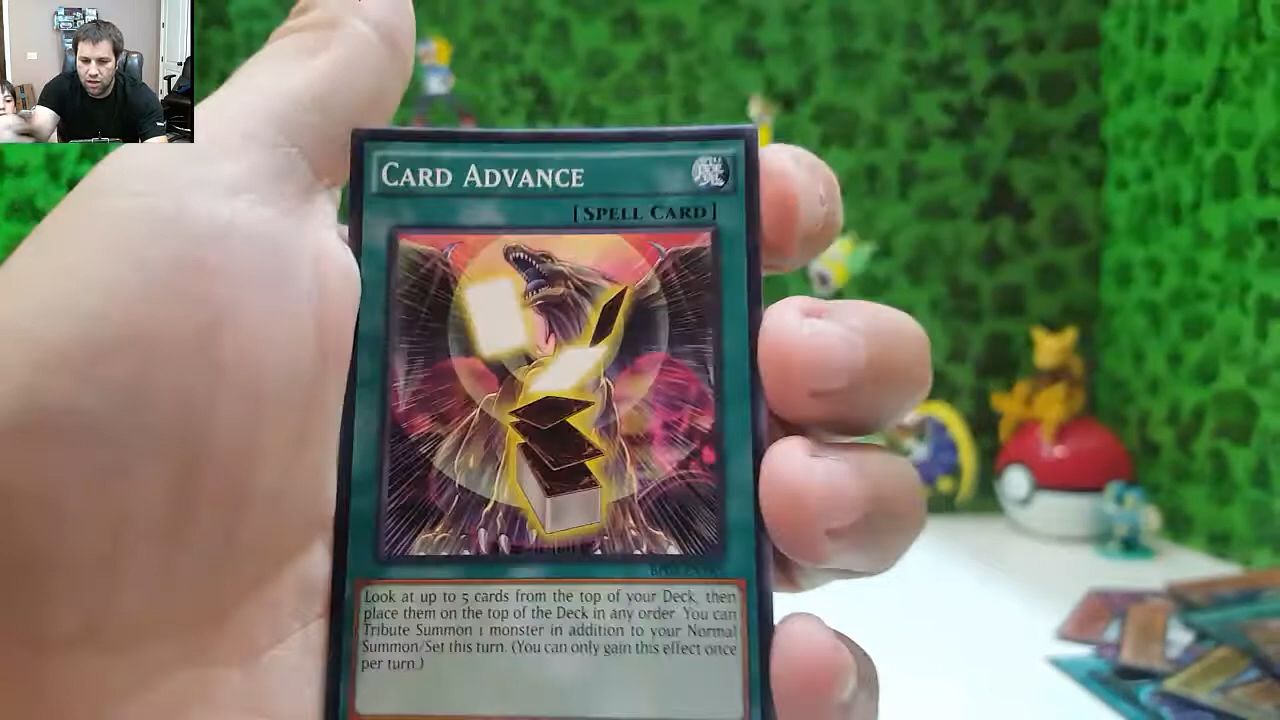 CARD ADVANCE
[SPELL CARD]
Look at up to 5 cards from the top of your Deck, then
place them on the top of the Deck in any order. You can
Tribute Summon 1 monster in addition to your Normal
Summon/Set this turn. (You can only gain this effect once
per turn.)